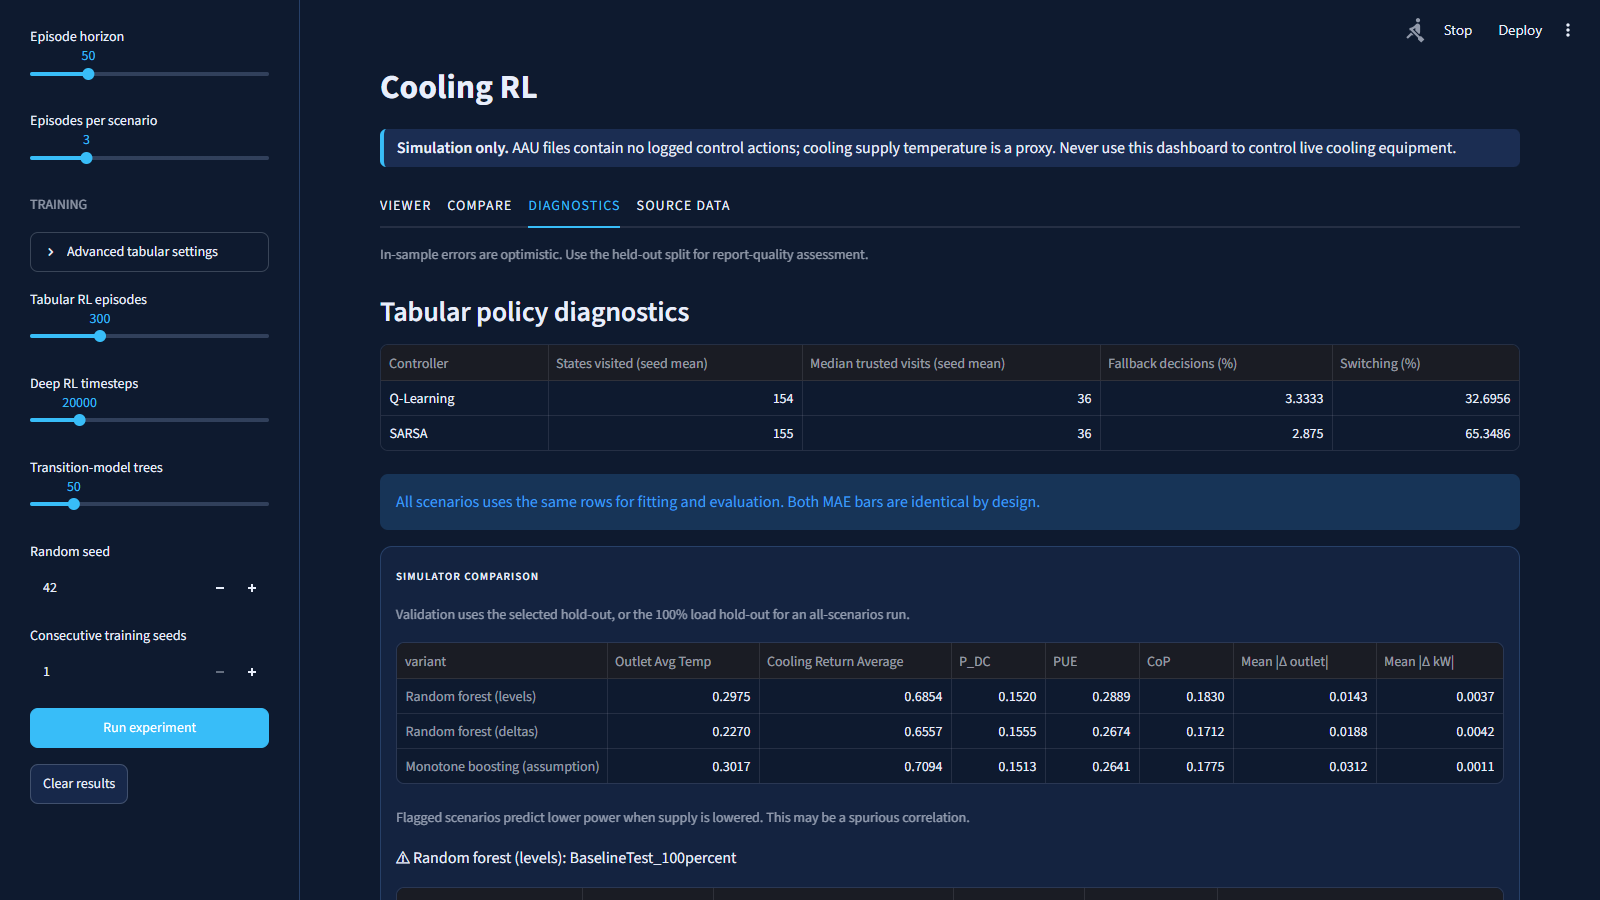 Episode horizon
50
Episodes per scenario
3
TRAINING
Advanced tabular settings
Tabular RL episodes
300
Deep RL timesteps
20000
Transition-model trees
50
Random seed
42
Consecutive training seeds
1
Run experiment
Clear results
Stop Deploy
Cooling RL
Simulation only. AAU files contain no logged control actions; cooling supply temperature is a proxy. Never use this dashboard to control live cooling equipment.
VIEWER COMPARE DIAGNOSTICS SOURCE DATA
In-sample errors are optimistic. Use the held-out split for report-quality assessment.
Tabular policy diagnostics
Controller States visited (seed mean) Median trusted visits (seed mean) Fallback decisions (%) Switching (%)
Q-Learning 154 36 3.3333 32.6956
SARSA 155 36 2.875 65.3486
All scenarios uses the same rows for fitting and evaluation. Both MAE bars are identical by design.
SIMULATOR COMPARISON
Validation uses the selected hold-out, or the 100% load hold-out for an all-scenarios run.
variant Outlet Avg Temp Cooling Return Average P_DC PUE CoP Mean |Δ outlet| Mean |Δ kW|
Random forest (levels) 0.2975 0.6854 0.1520 0.2889 0.1830 0.0143 0.0037
Random forest (deltas) 0.2270 0.6557 0.1555 0.2674 0.1712 0.0188 0.0042
Monotone boosting (assumption) 0.3017 0.7094 0.1513 0.2641 0.1775 0.0312 0.0011
Flagged scenarios predict lower power when supply is lowered. This may be a spurious correlation.
⚠ Random forest (levels): BaselineTest_100percent